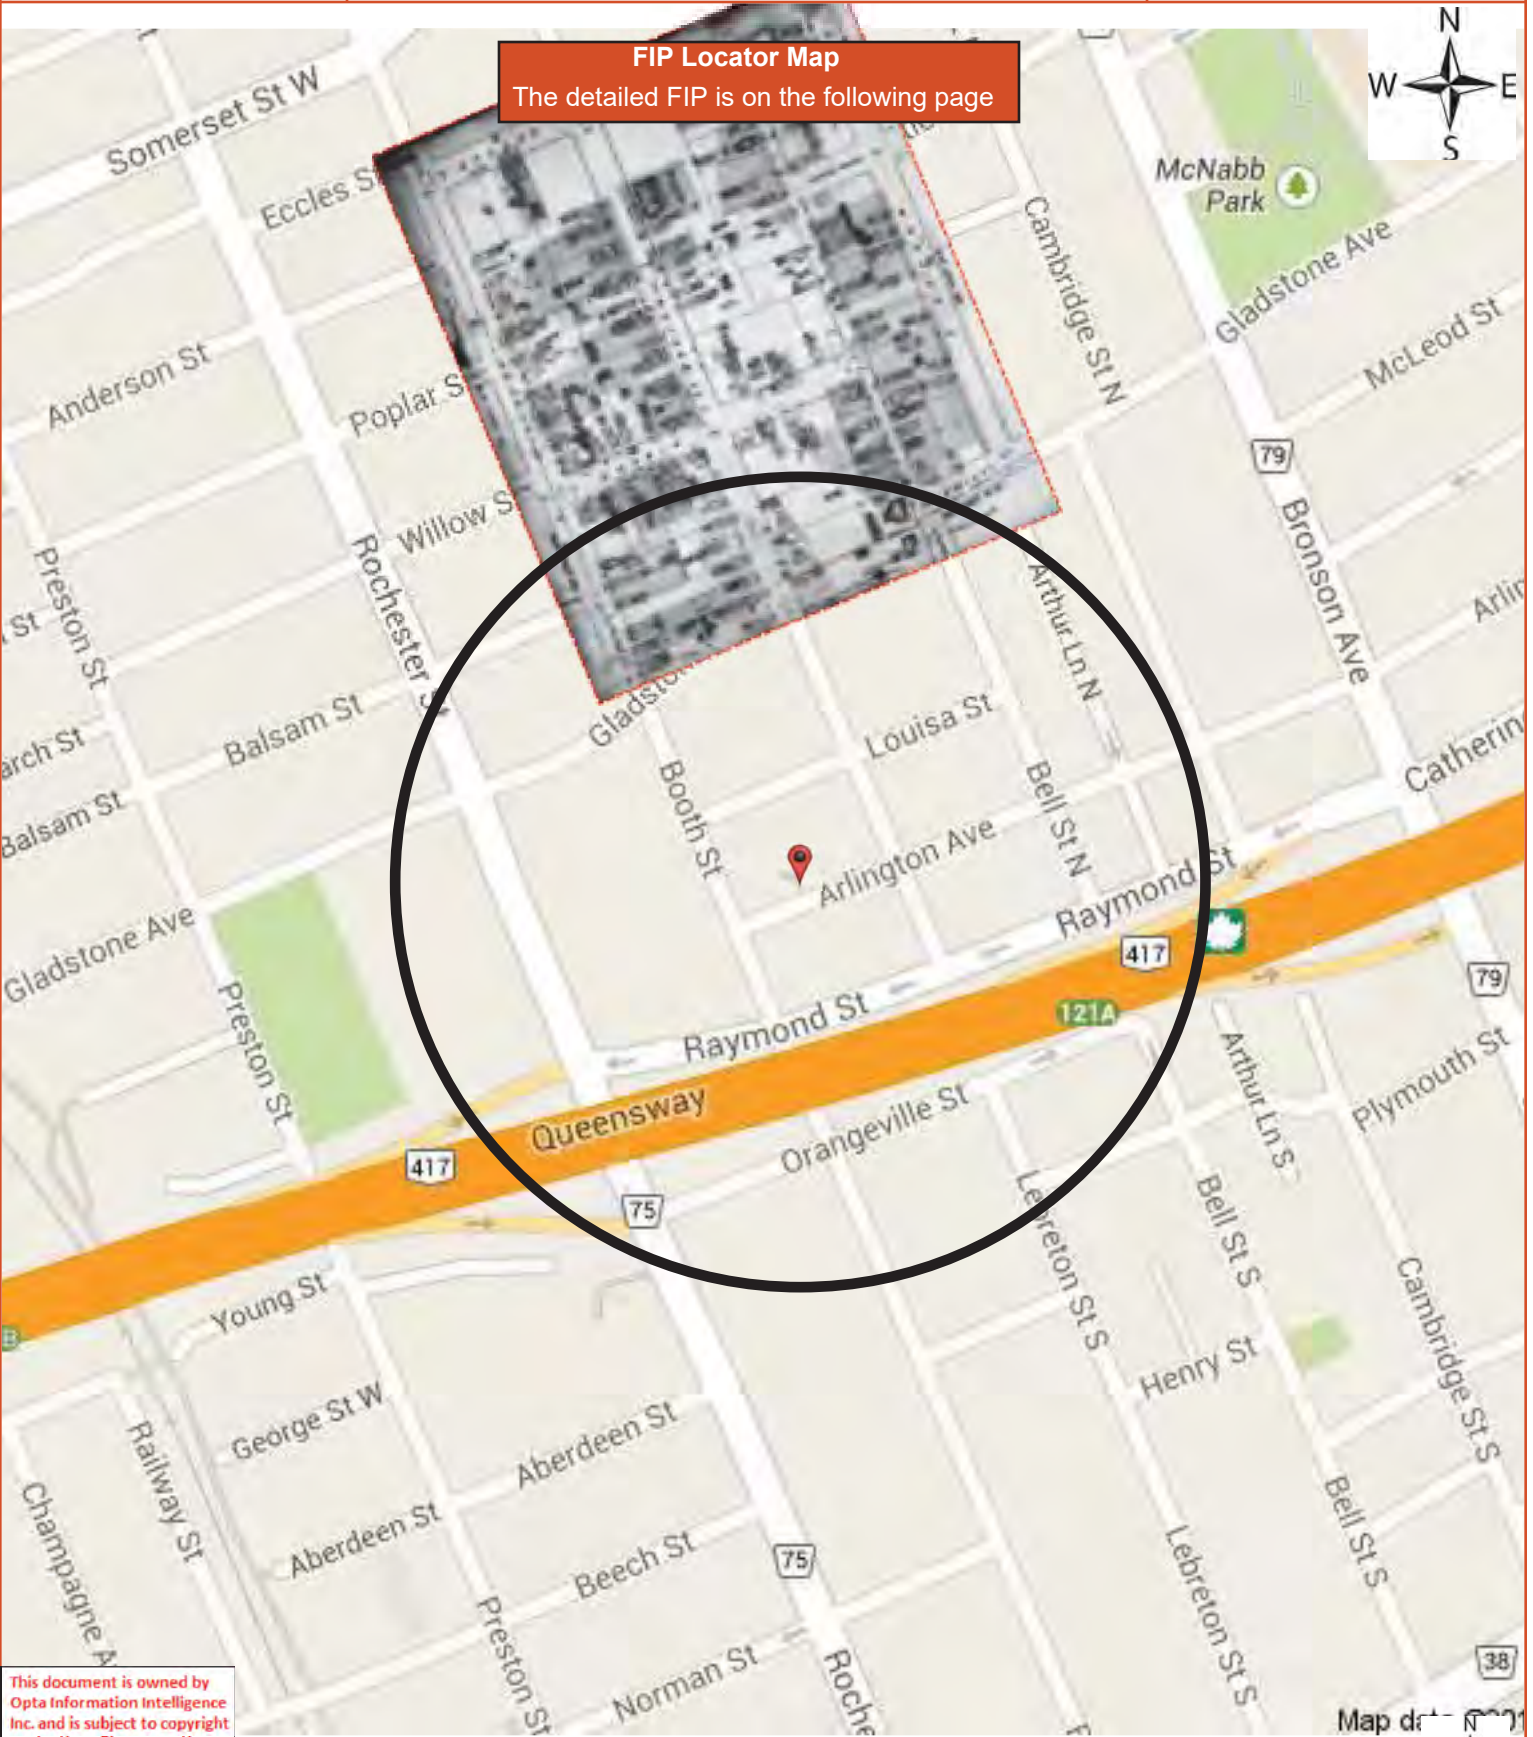 FIP Locator Map
The detailed FIP is on the following page
N
W
E
S
Somerset St W
Eccles S
McNabb
Park
Cambridge St N
Gladstone Ave
McLeod St
Anderson St
Poplar S
79
Willow S
Preston St
Rochester St
Bronson Ave
St
Arthur Ln N
Arlin
Balsam St
Gladsto
Louisa St
arch St
Balsam St
Booth St
Bell St N
Catherin
Arlington Ave
Raymond St
Gladstone Ave
417
79
Preston St
Raymond St
121A
Arthur Ln S
Plymouth St
Queensway
Orangeville St
417
75
Lebreton St S
Bell St S
Cambridge St S
Young St
B
Henry St
George St W
Aberdeen St
Railway St
Champagne A
Aberdeen St
Bell St S
Beech St
75
Lebreton St S
Preston St
Norman St
Roche
38
This document is owned by
Opta Information Intelligence
Inc. and is subject to copyright
Map dat
N